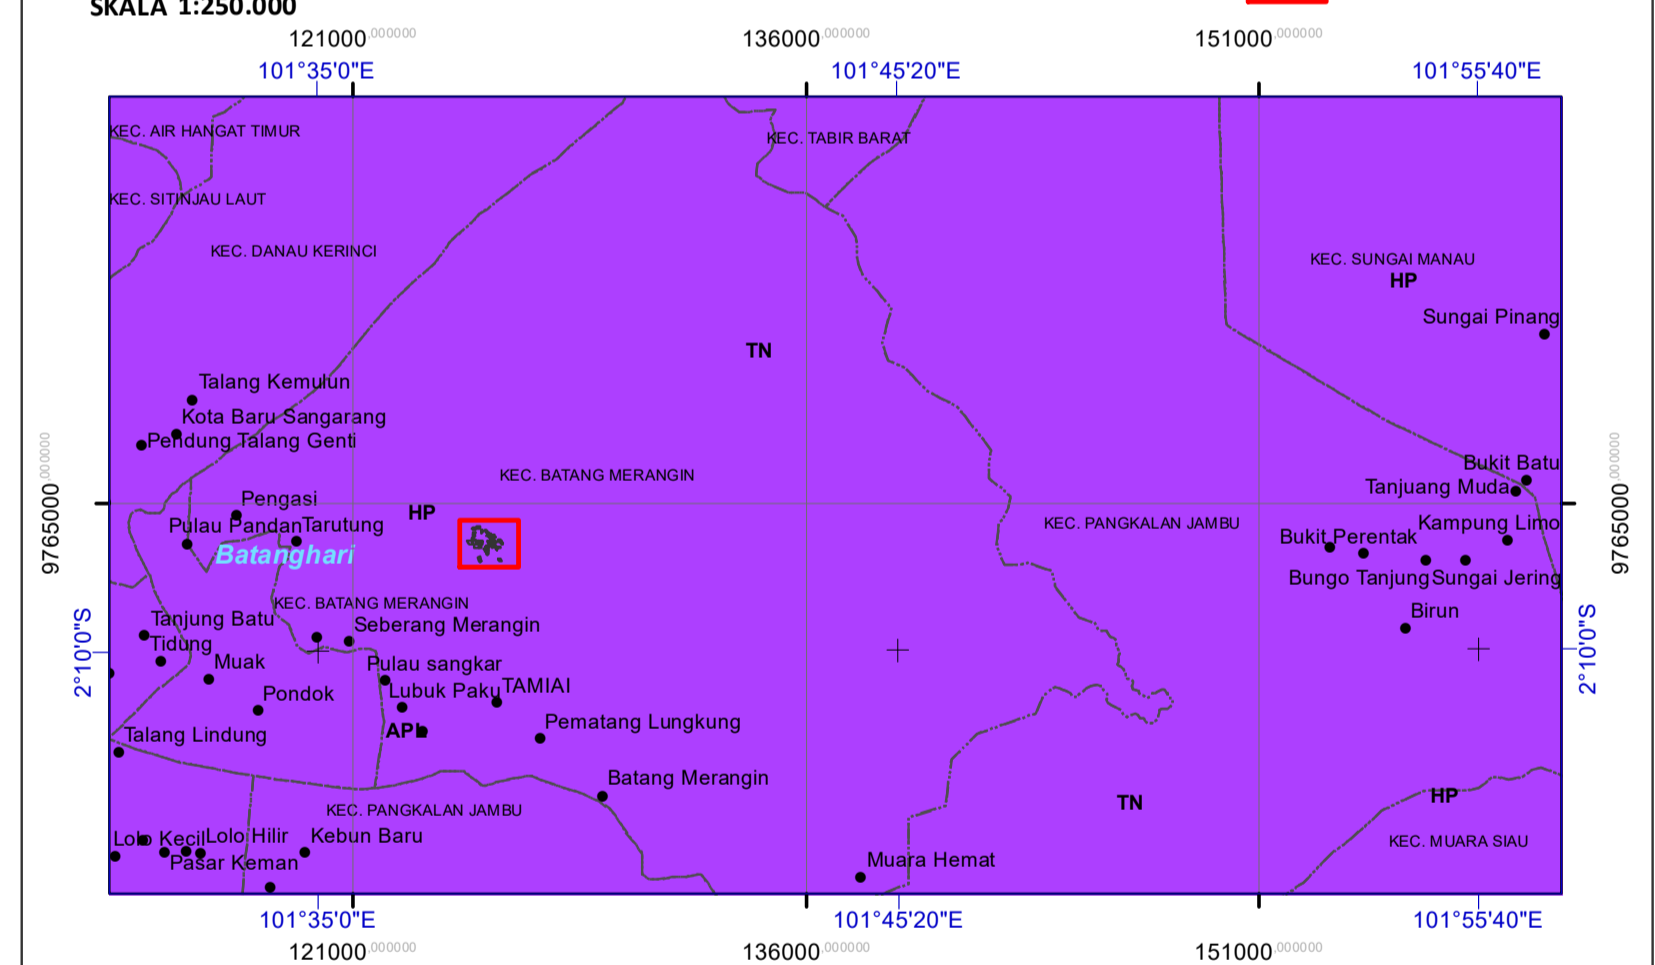 SKALA 1:250.000
121000.000000 136000.000000 151000.000000
101°35'0"E 101°45'20"E 101°55'40"E
KEC. AIR HANGAT TIMUR
KEC. TABIR BARAT
KEC. SITINJAU LAUT
KEC. DANAU KERINCI
KEC. SUNGAI MANAU
HP
Sungai Pinang
TN
Talang Kemulun
Kota Baru Sangarang
Pendung Talang Genti
Bukit Batu
KEC. BATANG MERANGIN
Tanjuang Muda
Pengasi
HP
9765000.000000
9765000.000000
Pulau Pandan Tarutung
KEC. PANGKALAN JAMBU
Kampung Limo
Bukit Perentak
Batanghari
Bungo Tanjung Sungai Jering
KEC. BATANG MERANGIN
Birun
Tanjung Batu
Seberang Merangin
Tidung
2°10'0"S
2°10'0"S
Muak
Pulau sangkar
Pondok
Lubuk Paku
TAMIAI
Pematang Lungkung
APL
Talang Lindung
Batang Merangin
TN
HP
KEC. PANGKALAN JAMBU
Lolo Kecil Lolo Hilir
Kebun Baru
KEC. MUARA SIAU
Pasar Keman
Muara Hemat
101°35'0"E 101°45'20"E 101°55'40"E
121000.000000 136000.000000 151000.000000